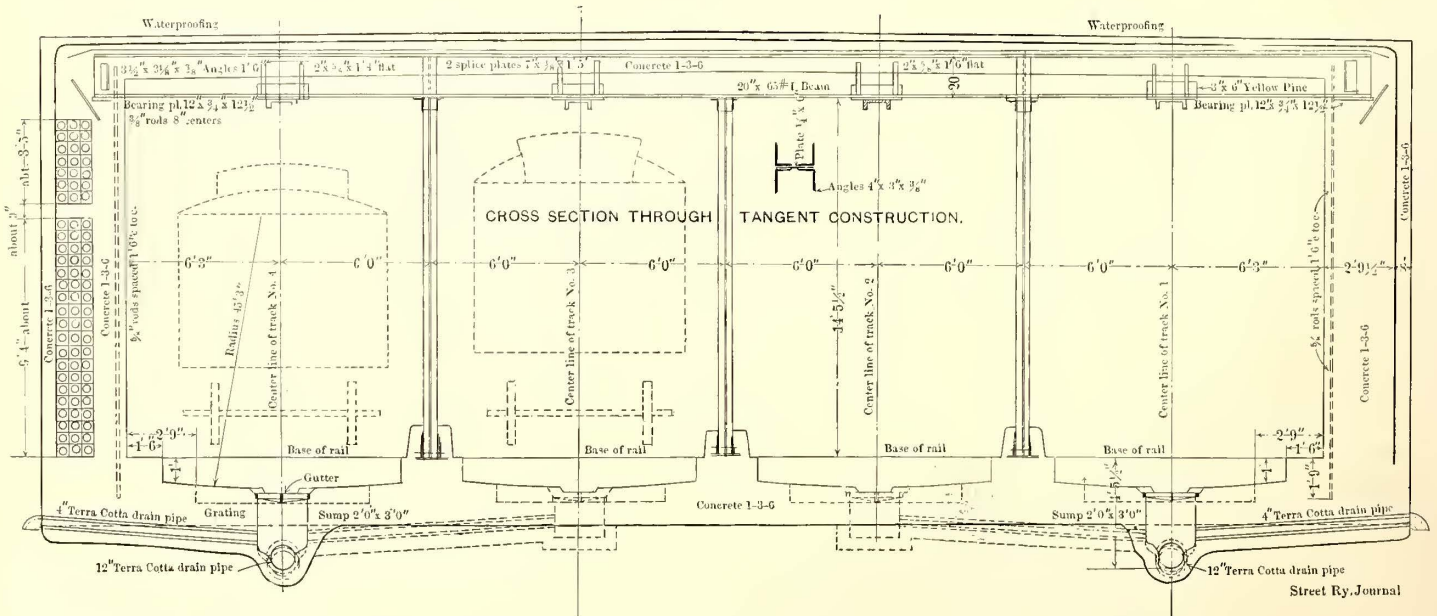 Waterproofing
Waterproofing
3½" x 3⅛" x ⅜" Angles 1'6"
2" x ¾" x 1'4" flat
2 splice plates 7" x ⅜" x 1'5"
Concrete 1-3-6
2" x ⅝" x 1'6" flat
20" x 65# I Beam
20"
3" x 6" Yellow Pine
Bearing pl, 12" x ¾" x 12½"
Bearing pl, 12" x ¾" x 12½"
⅜" rods 8" centers
Plate ¼" x 6"
Angles 4" x 3" x ⅜"
CROSS SECTION THROUGH TANGENT CONSTRUCTION.
abt-3'-5"
about 9"
9'4" about
Concrete 1-3-6
Concrete 1-3-6
¾" rods spaced 1'6" c to c-
6'3"
6'0"
6'0"
6'0"
6'0"
6'0"
6'0"
6'3"
2'9½"
Radius 45'3"
Center line of track No. 4
Center line of track No. 3
14'-5½"
Center line of track No. 2
Center line of track No. 1
¾" rods spaced 1'6" c to c-
Concrete 1-3-6
Concrete 1-3-6
2'9"
1'6"
1'
Base of rail
Base of rail
Base of rail
Base of rail
2'9"
1'6"
1'
1'-9"
Gutter
Grating
Sump 2'0" x 3'0"
Concrete 1-3-6
Sump 2'0" x 3'0"
4" Terra Cotta drain pipe
4" Terra Cotta drain pipe
12" Terra Cotta drain pipe
12" Terra Cotta drain pipe
Street Ry. Journal